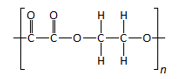 O O H H
C C O C C O
H H n